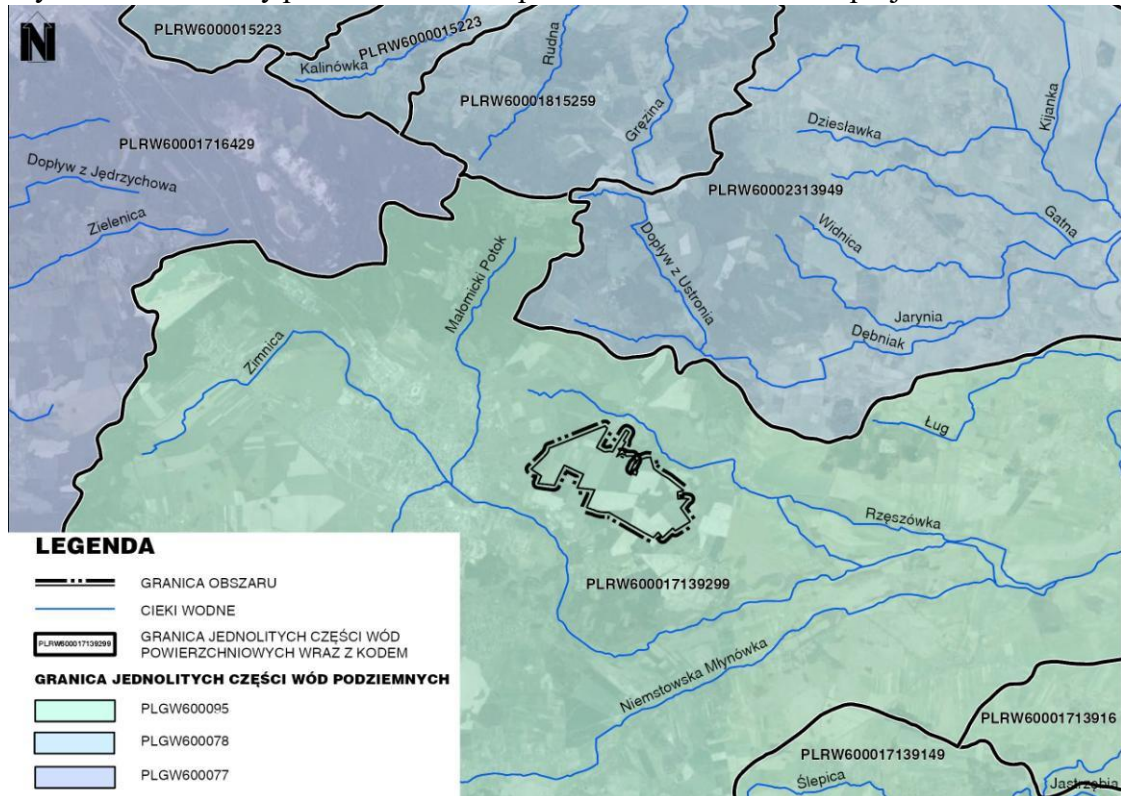 N
PLRW6000015223
PLRW6000015223
Kalinówka
Rudna
PLRW60001815259
Gręzina
Kijanka
Dziesławka
PLRW60001716429
Dopływ z Jędrzychowa
Zielenica
PLRW60002313949
Gatna
Widnica
Dopływ z Ustronia
Małomicki Potok
Jarynia
Dębniak
Zimnica
Ług
Rzęszówka
PLRW600017139299
Niemstowska Młynówka
PLRW60001713916
PLRW600017139149
Ślepica
Jastrzębia
LEGENDA
GRANICA OBSZARU
CIEKI WODNE
PLRW600017139299
GRANICA JEDNOLITYCH CZĘŚCI WÓD
POWIERZCHNIOWYCH WRAZ Z KODEM
GRANICA JEDNOLITYCH CZĘŚCI WÓD PODZIEMNYCH
PLGW600095
PLGW600078
PLGW600077